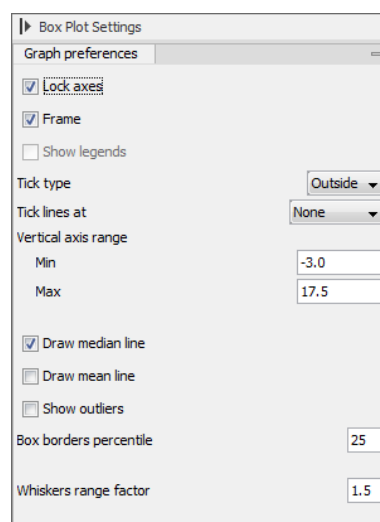 Box Plot Settings
Graph preferences
Lock axes
Frame
Show legends
Tick type Outside
Tick lines at None
Vertical axis range
Min -3.0
Max 17.5
Draw median line
Draw mean line
Show outliers
Box borders percentile 25
Whiskers range factor 1.5